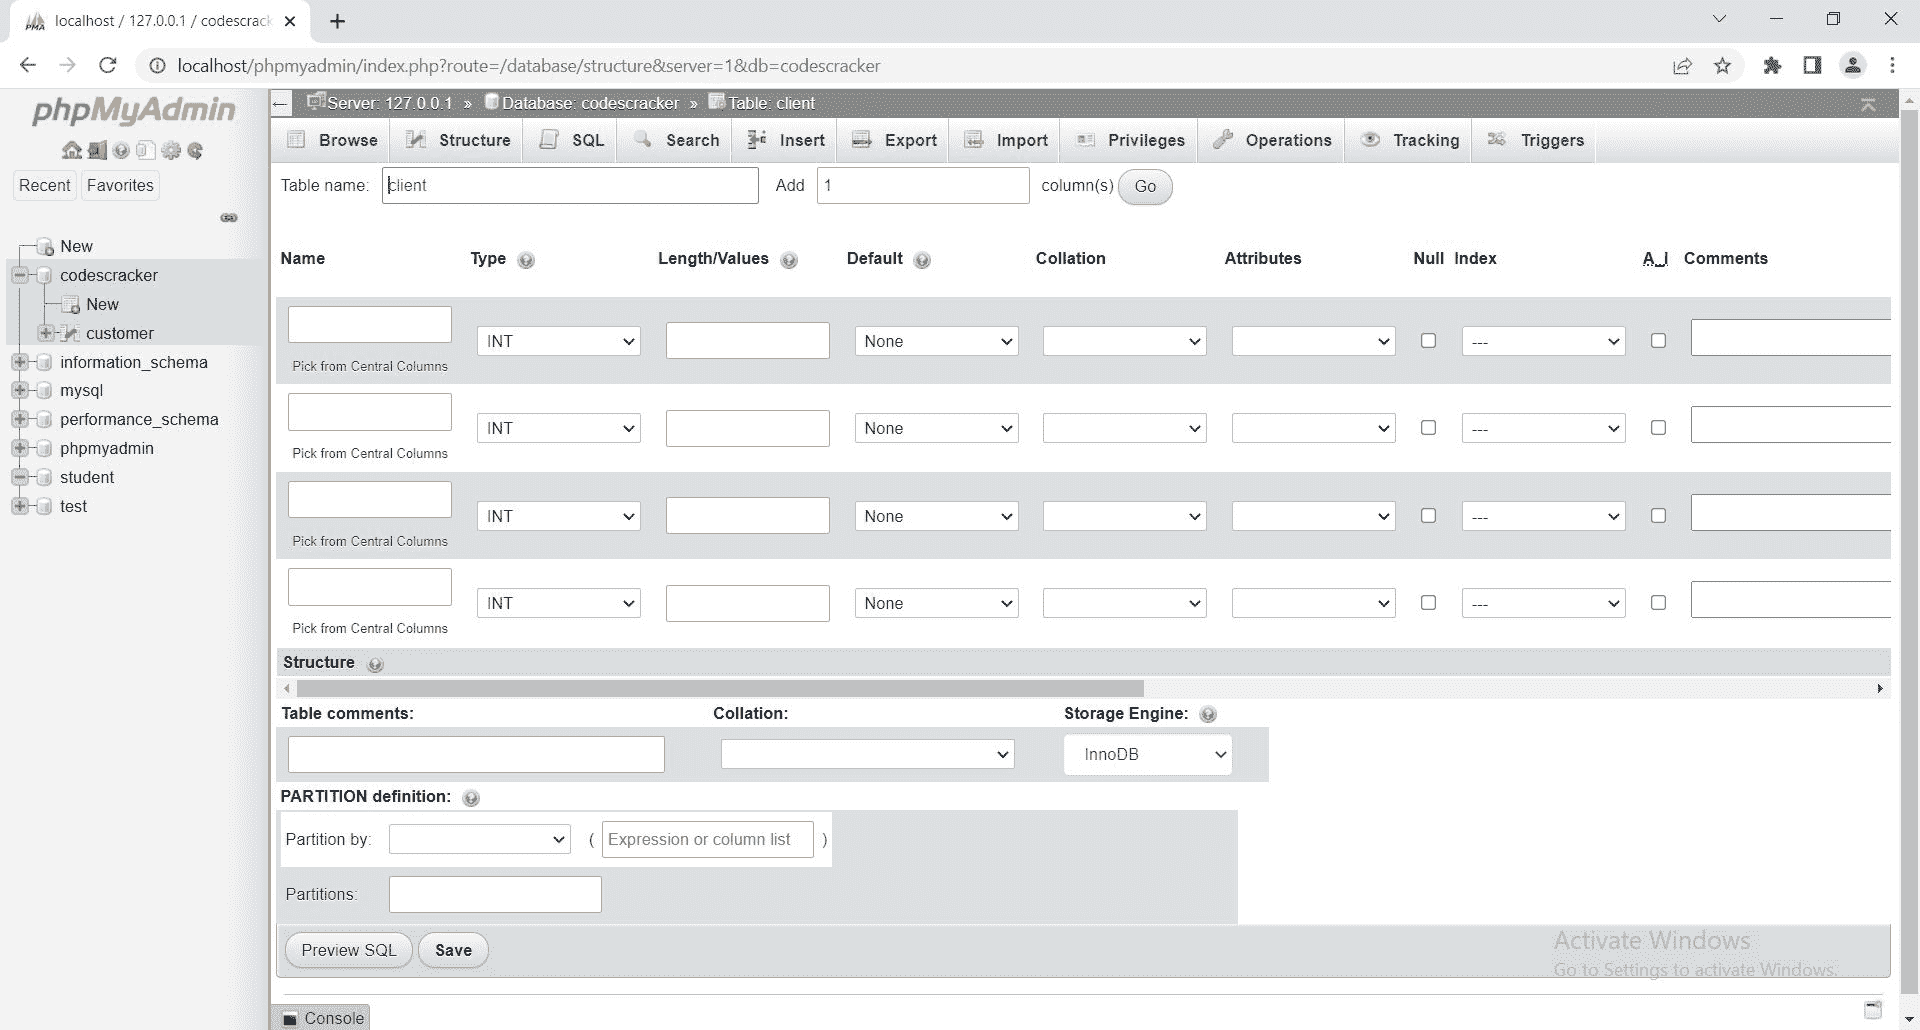 localhost / 127.0.0.1 / codescrack
localhost/phpmyadmin/index.php?route=/database/structure&server=1&db=codescracker
phpMyAdmin
Recent Favorites
New
codescracker
New
customer
information_schema
mysql
performance_schema
phpmyadmin
student
test
Server: 127.0.0.1 » Database: codescracker » Table: client
Browse Structure SQL Search Insert Export Import Privileges Operations Tracking Triggers
Table name: client Add 1 column(s) Go
Name Type Length/Values Default Collation Attributes Null Index A_I Comments
INT None ---
Pick from Central Columns
INT None ---
Pick from Central Columns
INT None ---
Pick from Central Columns
INT None ---
Pick from Central Columns
Structure
Table comments: Collation: Storage Engine:
InnoDB
PARTITION definition:
Partition by: ( Expression or column list )
Partitions:
Preview SQL Save
Activate Windows
Go to Settings to activate Windows.
Console